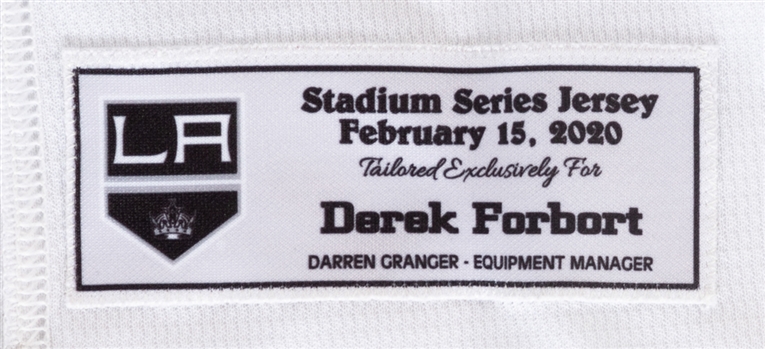 LA
Stadium Series Jersey
February 15, 2020
Tailored Exclusively For
Derek Forbort
DARREN GRANGER - EQUIPMENT MANAGER